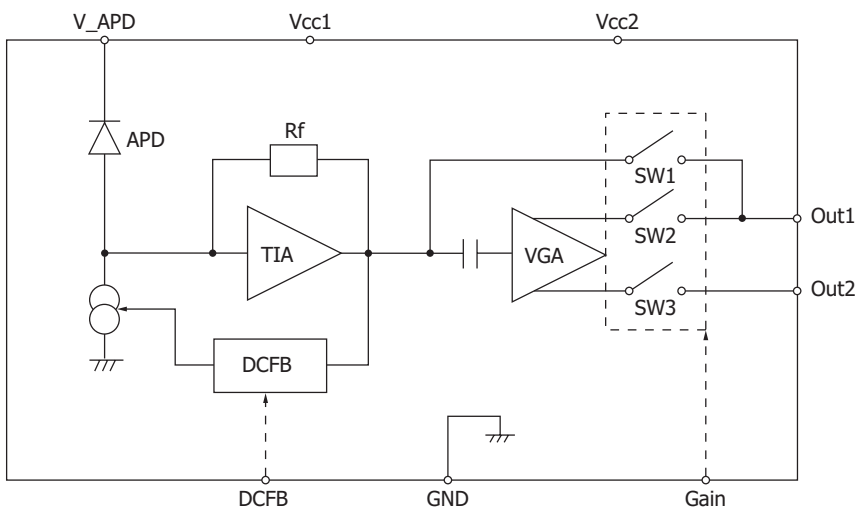 V_APD Vcc1 Vcc2
APD
Rf
SW1
TIA
SW2
Out1
VGA
SW3
Out2
DCFB
DCFB GND Gain